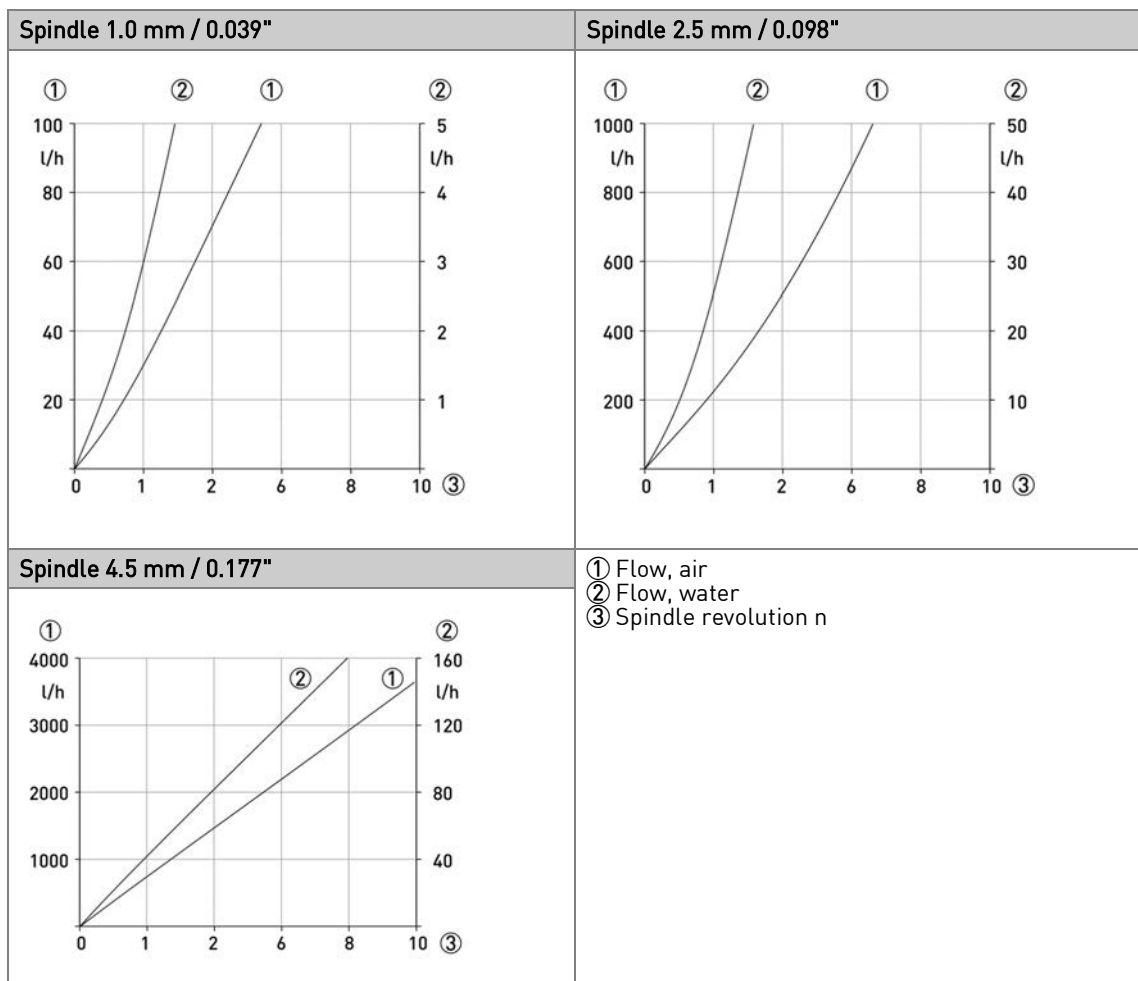 Spindle 1.0 mm / 0.039"
① ② ① ②
100 5
l/h l/h
80 4
60 3
40 2
20 1
0 1 2 6 8 10 ③
Spindle 2.5 mm / 0.098"
① ② ① ②
1000 50
l/h l/h
800 40
600 30
400 20
200 10
0 1 2 6 8 10 ③
Spindle 4.5 mm / 0.177"
① ②
4000 160
② ①
l/h l/h
3000 120
2000 80
1000 40
0 1 2 6 8 10 ③
① Flow, air
② Flow, water
③ Spindle revolution n